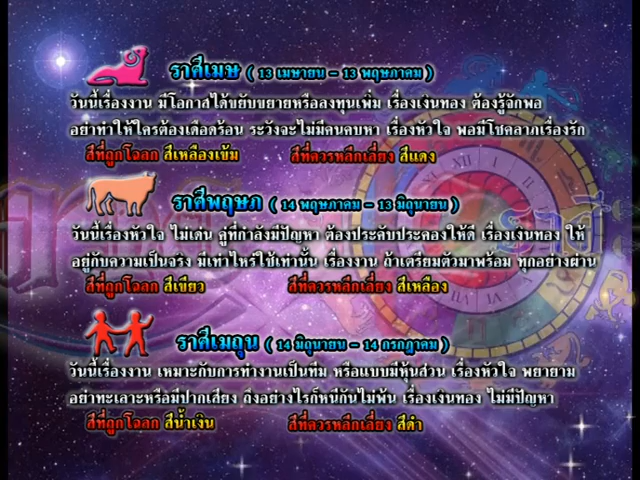 ราศีเมษ ( 13 เมษายน - 13 พฤษภาคม )
วันนี้เรื่องงาน มีโอกาสได้ขยับขยายหรือลงทุนเพิ่ม เรื่องเงินทอง ต้องรู้จักพอ
อย่าทำให้ใครต้องเดือดร้อน ระวังจะไม่มีคนคบหา เรื่องหัวใจ พอมีโชคลาภเรื่องรัก
สีที่ถูกโฉลก สีเหลืองเข้ม สีที่ควรหลีกเลี่ยง สีแดง
ราศีพฤษภ ( 14 พฤษภาคม - 13 มิถุนายน )
วันนี้เรื่องหัวใจ ไม่เด่น คู่ที่กำลังมีปัญหา ต้องประคับประคองให้ดี เรื่องเงินทอง ให้
อยู่กับความเป็นจริง มีเท่าไหร่ใช้เท่านั้น เรื่องงาน ถ้าเตรียมตัวมาพร้อม ทุกอย่างผ่าน
สีที่ถูกโฉลก สีเขียว สีที่ควรหลีกเลี่ยง สีเหลือง
ราศีเมถุน ( 14 มิถุนายน - 14 กรกฎาคม )
วันนี้เรื่องงาน เหมาะกับการทำงานเป็นทีม หรือแบบมีหุ้นส่วน เรื่องหัวใจ พยายาม
อย่าทะเลาะหรือมีปากเสียง ถึงอย่างไรก็หนีกันไม่พ้น เรื่องเงินทอง ไม่มีปัญหา
สีที่ถูกโฉลก สีน้ำเงิน สีที่ควรหลีกเลี่ยง สีดำ